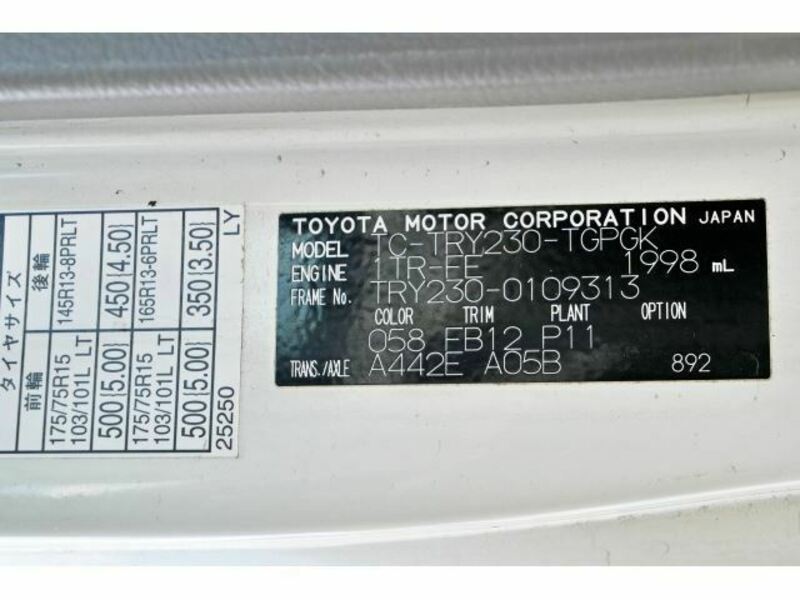 タイヤサイズ
前輪 後輪
175/75R15 145R13-8PRLT
103/101L LT
500{5.00} 450{4.50}
175/75R15 165R13-6PRLT
103/101L LT
500{5.00} 350{3.50}
25250 LY
TOYOTA MOTOR CORPORATION JAPAN
MODEL TC-TRY230-TGPGK
ENGINE 1TR-FE 1998 mL
FRAME No. TRY230-0109313
COLOR TRIM PLANT OPTION
058 FB12 P11
TRANS./AXLE A442E A05B 892